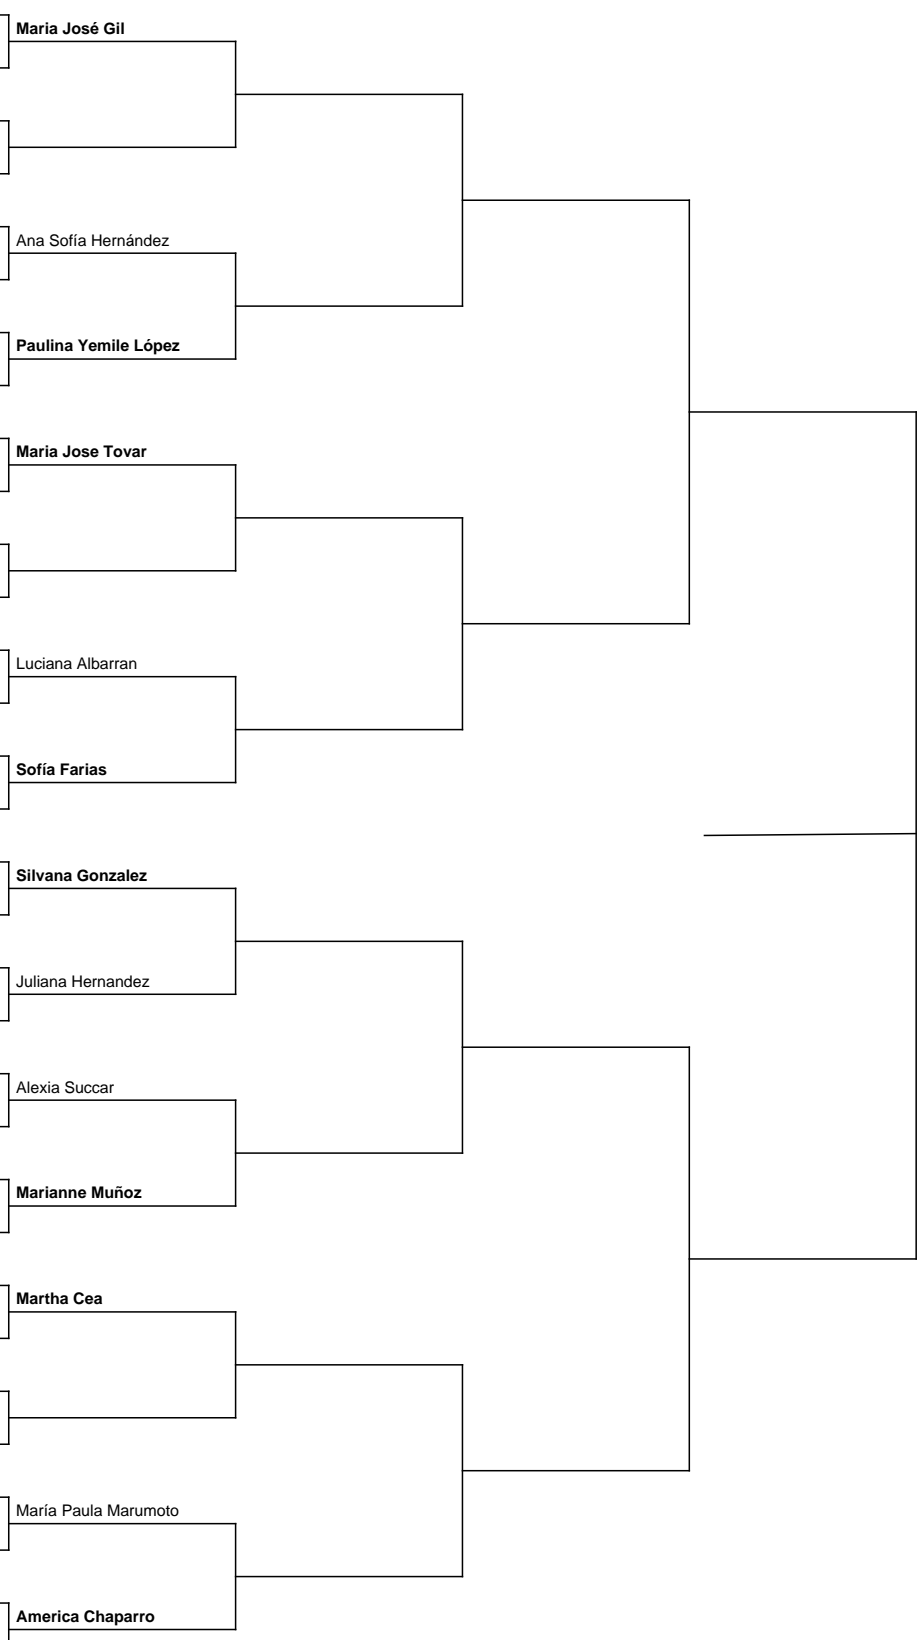 Maria José Gil
Ana Sofía Hernández
Paulina Yemile López
Maria Jose Tovar
Luciana Albarran
Sofía Farias
Silvana Gonzalez
Juliana Hernandez
Alexia Succar
Marianne Muñoz
Martha Cea
María Paula Marumoto
America Chaparro